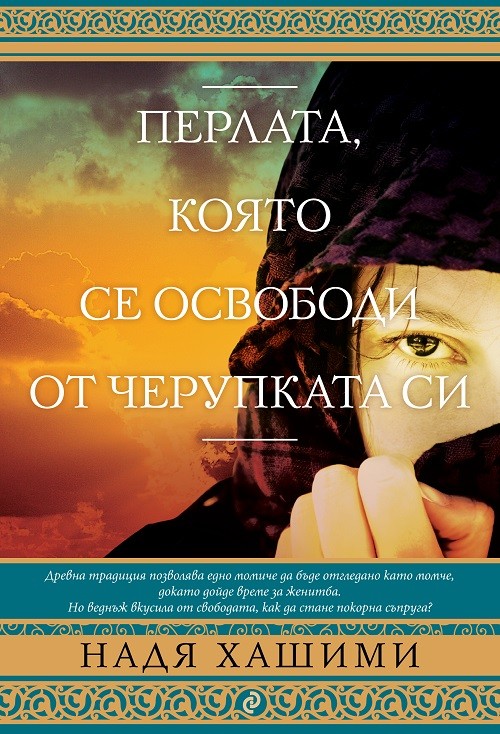 ПЕРЛАТА,
КОЯТО
СЕ ОСВОБОДИ
ОТ ЧЕРУПКАТА СИ
Древна традиция позволява едно момиче да бъде отгледано като момче,
докато дойде време за женитба.
Но веднъж вкусила от свободата, как да стане покорна съпруга?
НАДЯ ХАШИМИ